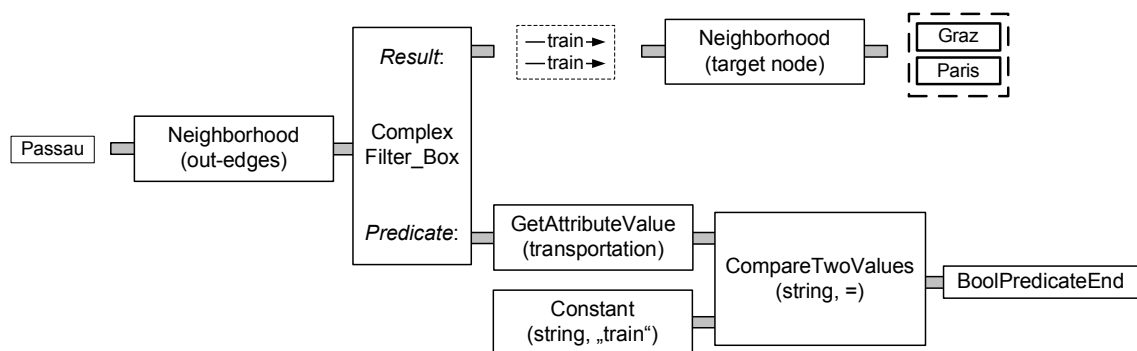 Passau
Neighborhood
(out-edges)
Result:
Complex
Filter_Box
Predicate:
train
train
Neighborhood
(target node)
Graz
Paris
GetAttributeValue
(transportation)
Constant
(string, „train“)
CompareTwoValues
(string, =)
BoolPredicateEnd